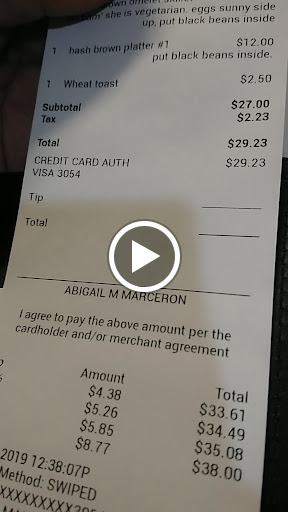 she is vegetarian. eggs sunny side
up, put black beans inside
1 hash brown platter #1 $12.00
put black beans inside.
1 Wheat toast $2.50
Subtotal $27.00
Tax $2.23
Total $29.23
CREDIT CARD AUTH $29.23
VISA 3054
Tip
Total
ABIGAIL M MARCERON
I agree to pay the above amount per the
cardholder and/or merchant agreement
Amount Total
$4.38 $33.61
$5.26 $34.49
$5.85 $35.08
$8.77 $38.00
2019 12:38:07P
Method: SWIPED